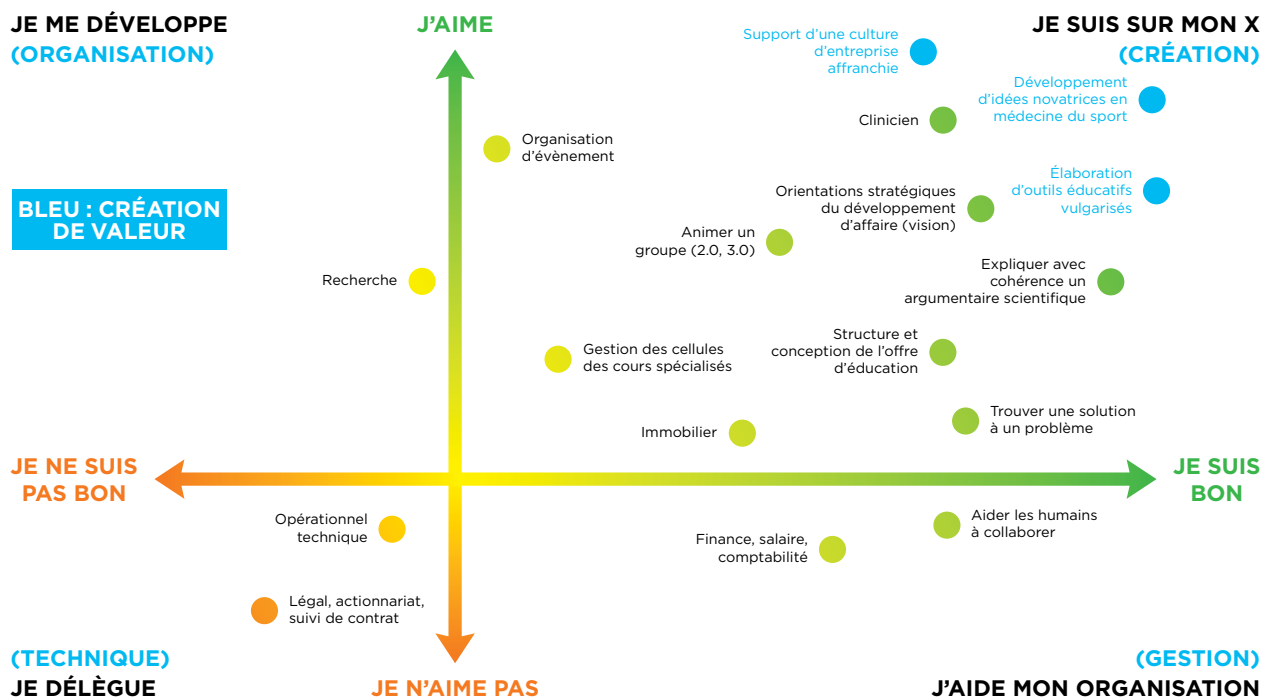 JE ME DÉVELOPPE
(ORGANISATION)
J'AIME
JE SUIS SUR MON X
(CRÉATION)
Support d'une culture
d'entreprise
affranchie
Développement
d'idées novatrices en
médecine du sport
Clinicien
Organisation
d'évènement
Élaboration
d'outils éducatifs
vulgarisés
BLEU : CRÉATION
DE VALEUR
Orientations stratégiques
du développement
d'affaire (vision)
Animer un
groupe (2.0, 3.0)
Recherche
Expliquer avec
cohérence un
argumentaire scientifique
Structure et
conception de l'offre
d'éducation
Gestion des cellules
des cours spécialisés
Trouver une solution
à un problème
Immobilier
JE NE SUIS
PAS BON
JE SUIS
BON
Opérationnel
technique
Aider les humains
à collaborer
Finance, salaire,
comptabilité
Légal, actionnariat,
suivi de contrat
(TECHNIQUE)
JE DÉLÈGUE
JE N'AIME PAS
(GESTION)
J'AIDE MON ORGANISATION